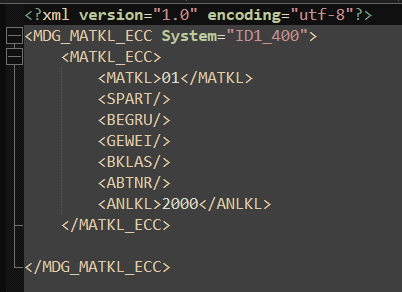 <?xml version="1.0" encoding="utf-8"?>
<MDG_MATKL_ECC System="ID1_400">
<MATKL_ECC>
<MATKL>01</MATKL>
<SPART/>
<BEGRU/>
<GEWEI/>
<BKLAS/>
<ABTNR/>
<ANLKL>2000</ANLKL>
</MATKL_ECC>
</MDG_MATKL_ECC>